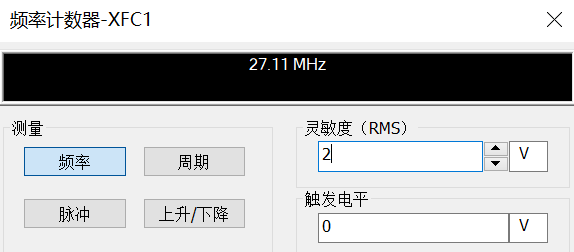 频率计数器-XFC1
27.11 MHz
测量
频率
周期
脉冲
上升/下降
灵敏度（RMS）
2 V
触发电平
0 V